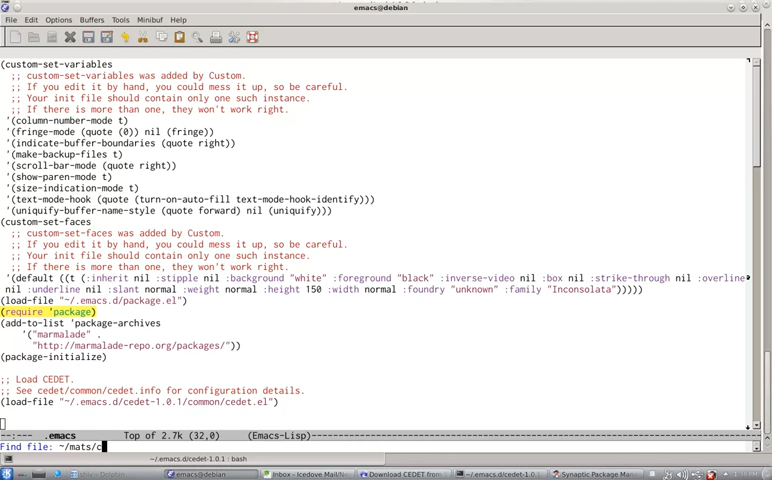 emacs@debian
File Edit Options Buffers Tools Minibuf Help
(custom-set-variables
;; custom-set-variables was added by Custom.
;; If you edit it by hand, you could mess it up, so be careful.
;; Your init file should contain only one such instance.
;; If there is more than one, they won't work right.
'(column-number-mode t)
'(fringe-mode (quote (0)) nil (fringe))
'(indicate-buffer-boundaries (quote right))
'(make-backup-files t)
'(scroll-bar-mode (quote right))
'(show-paren-mode t)
'(size-indication-mode t)
'(text-mode-hook (quote (turn-on-auto-fill text-mode-hook-identify)))
'(uniquify-buffer-name-style (quote forward) nil (uniquify)))
(custom-set-faces
;; custom-set-faces was added by Custom.
;; If you edit it by hand, you could mess it up, so be careful.
;; Your init file should contain only one such instance.
;; If there is more than one, they won't work right.
'(default ((t (:inherit nil :stipple nil :background "white" :foreground "black" :inverse-video nil :box nil :strike-through nil :overline
nil :underline nil :slant normal :weight normal :height 150 :width normal :foundry "unknown" :family "Inconsolata")))))
(load-file "~/.emacs.d/package.el")
(require 'package)
(add-to-list 'package-archives
'("marmalade" .
"http://marmalade-repo.org/packages/"))
(package-initialize)
;; Load CEDET.
;; See cedet/common/cedet.info for configuration details.
(load-file "~/.emacs.d/cedet-1.0.1/common/cedet.el")
--:--- .emacs Top of 2.7k (32,0) (Emacs-Lisp)
Find file: ~/mats/c
~/.emacs.d/cedet-1.0.1 : bash
Dolphin
emacs@debian
Inbox - Icedove Mail/Ne
Download CEDET from
~/.emacs.d/cedet-1.0.1
Synaptic Package Man